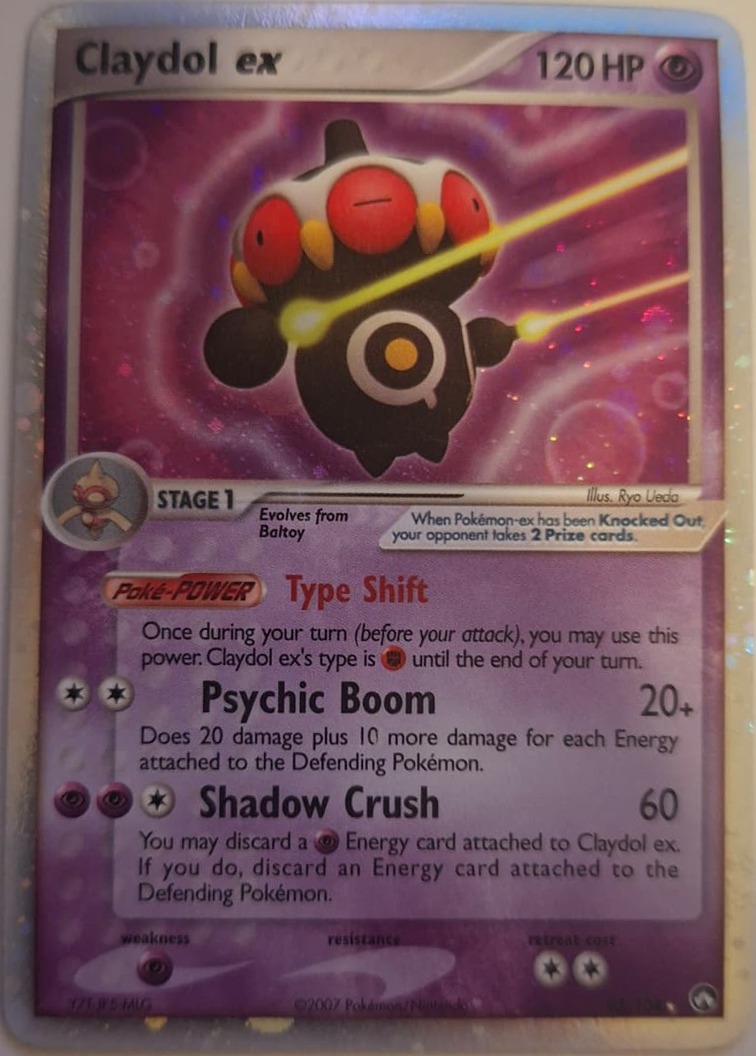 Claydol ex 120 HP
STAGE 1
Illus. Ryo Ueda
Evolves from
Baltoy
When Pokémon-ex has been Knocked Out,
your opponent takes 2 Prize cards.
Poké-POWER Type Shift
Once during your turn (before your attack), you may use this
power. Claydol ex's type is until the end of your turn.
Psychic Boom 20+
Does 20 damage plus 10 more damage for each Energy
attached to the Defending Pokémon.
Shadow Crush 60
You may discard a Energy card attached to Claydol ex.
If you do, discard an Energy card attached to the
Defending Pokémon.
weakness resistance retreat cost
©2007 Pokémon/Nintendo